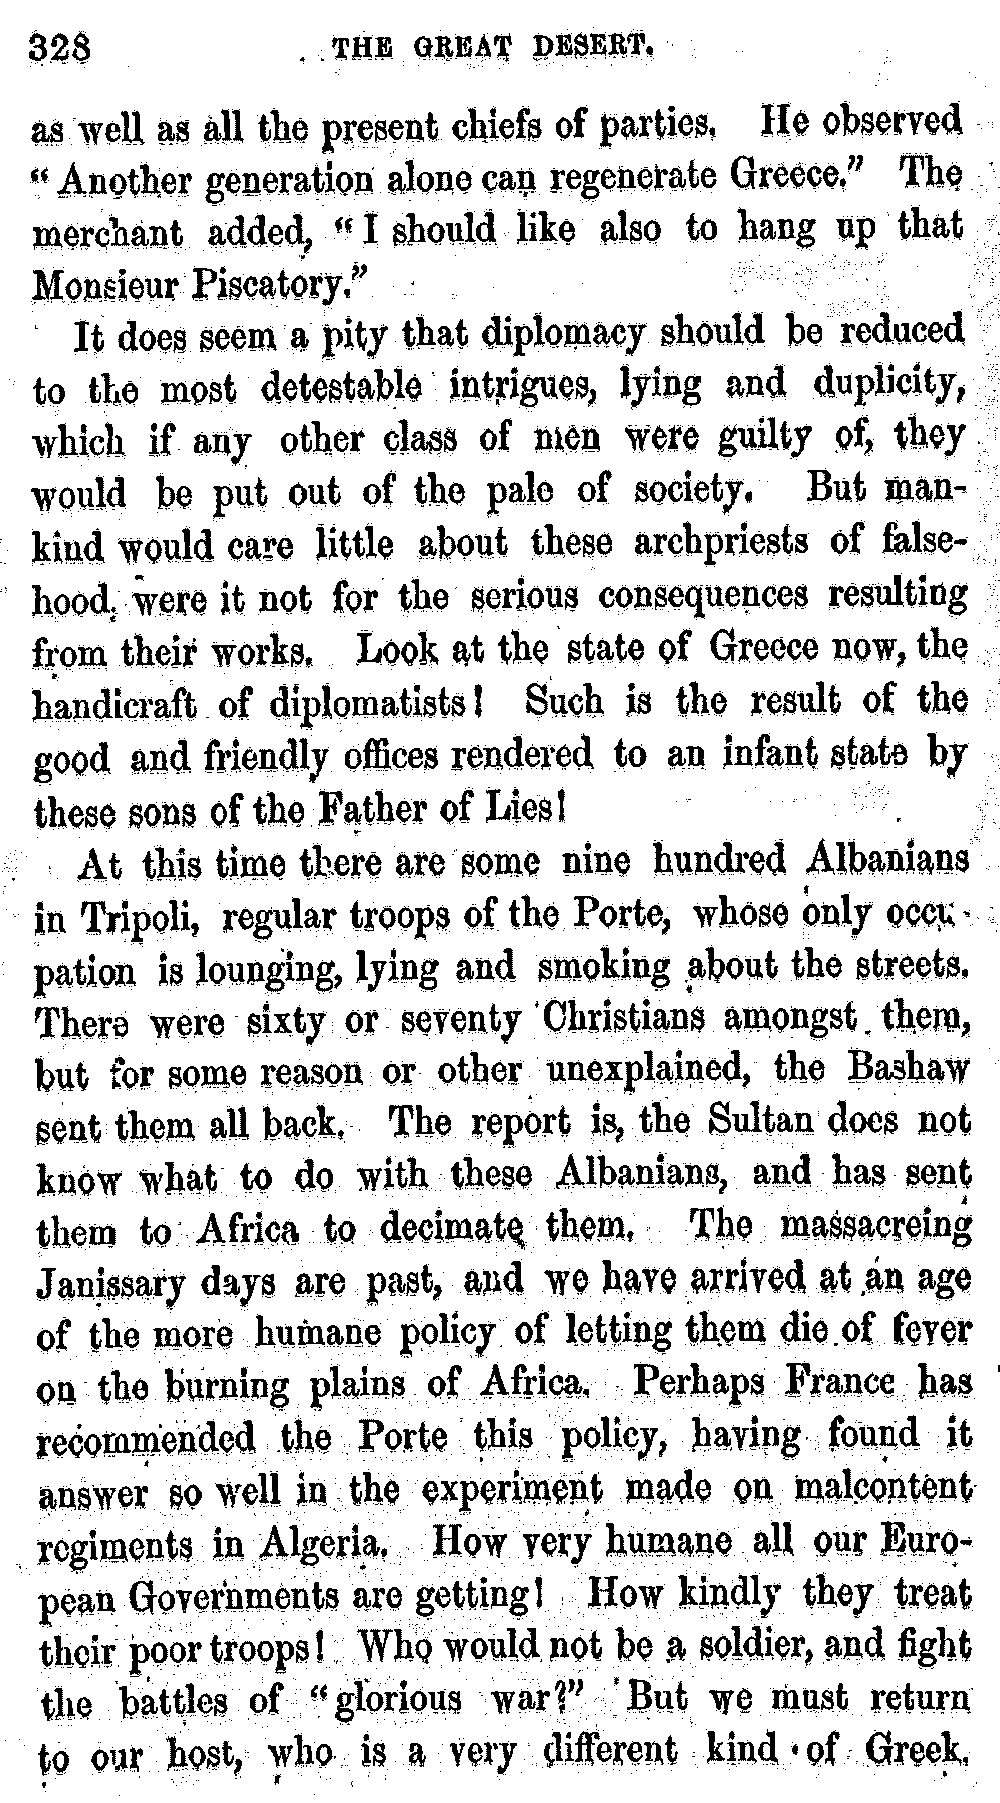 328 THE GREAT DESERT.
as well as all the present chiefs of parties. He observed
“Another generation alone can regenerate Greece.” The
merchant added, “I should like also to hang up that
Monsieur Piscatory.”
It does seem a pity that diplomacy should be reduced
to the most detestable intrigues, lying and duplicity,
which if any other class of men were guilty of, they
would be put out of the pale of society. But man-
kind would care little about these archpriests of false-
hood, were it not for the serious consequences resulting
from their works. Look at the state of Greece now, the
handicraft of diplomatists! Such is the result of the
good and friendly offices rendered to an infant state by
these sons of the Father of Lies!
At this time there are some nine hundred Albanians
in Tripoli, regular troops of the Porte, whose only occu-
pation is lounging, lying and smoking about the streets.
There were sixty or seventy Christians amongst them,
but for some reason or other unexplained, the Bashaw
sent them all back. The report is, the Sultan does not
know what to do with these Albanians, and has sent
them to Africa to decimate them. The massacreing
Janissary days are past, and we have arrived at an age
of the more humane policy of letting them die of fever
on the burning plains of Africa. Perhaps France has
recommended the Porte this policy, having found it
answer so well in the experiment made on malcontent
regiments in Algeria. How very humane all our Euro-
pean Governments are getting! How kindly they treat
their poor troops! Who would not be a soldier, and fight
the battles of “glorious war?” But we must return
to our host, who is a very different kind of Greek.